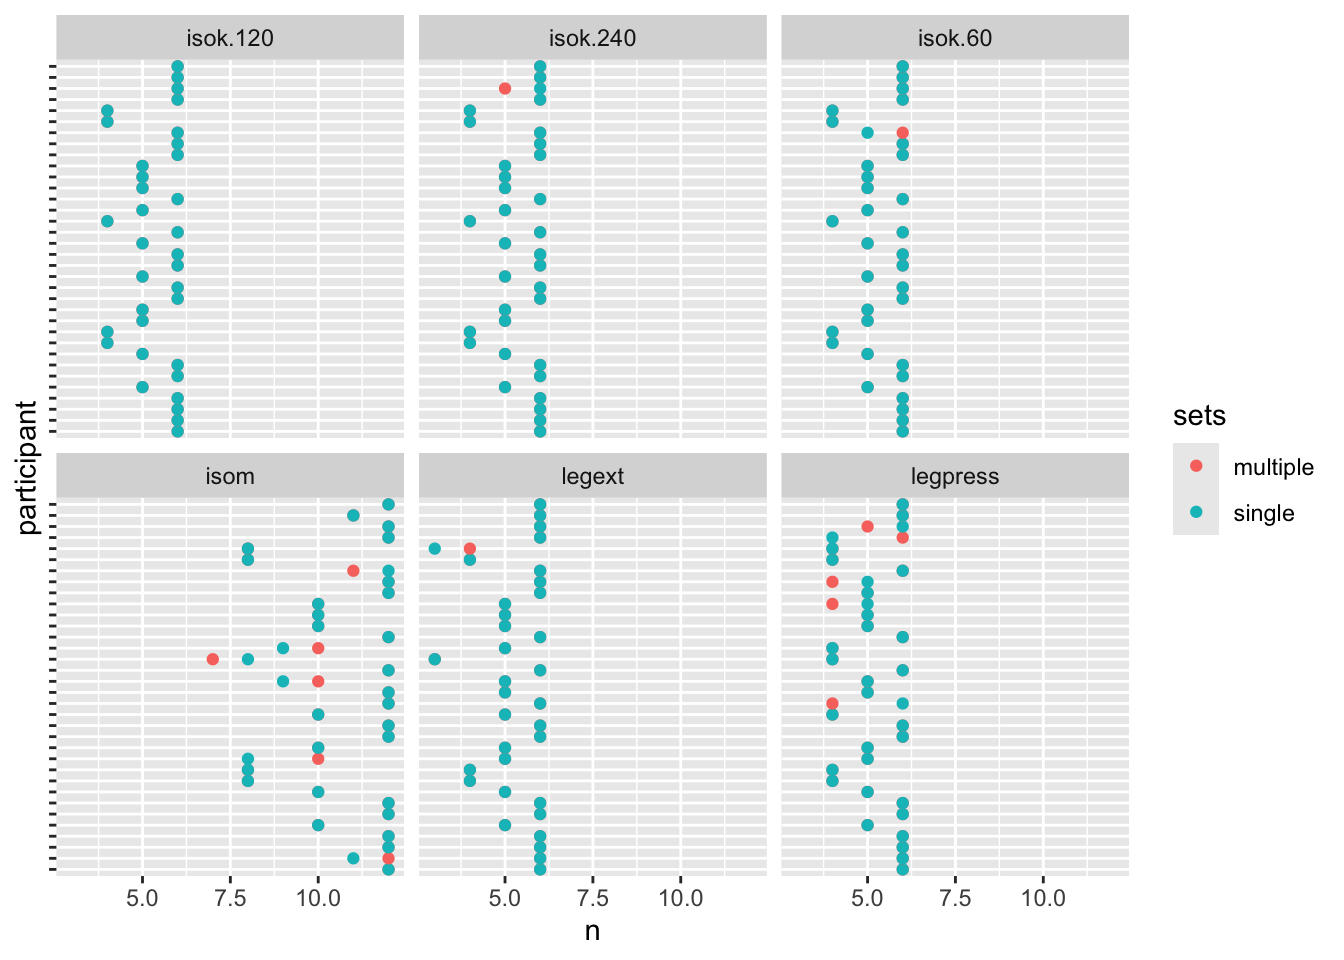 isok.120 isok.240 isok.60
isom legext legpress
participant
5.0 7.5 10.0 5.0 7.5 10.0 5.0 7.5 10.0
n
sets
multiple
single